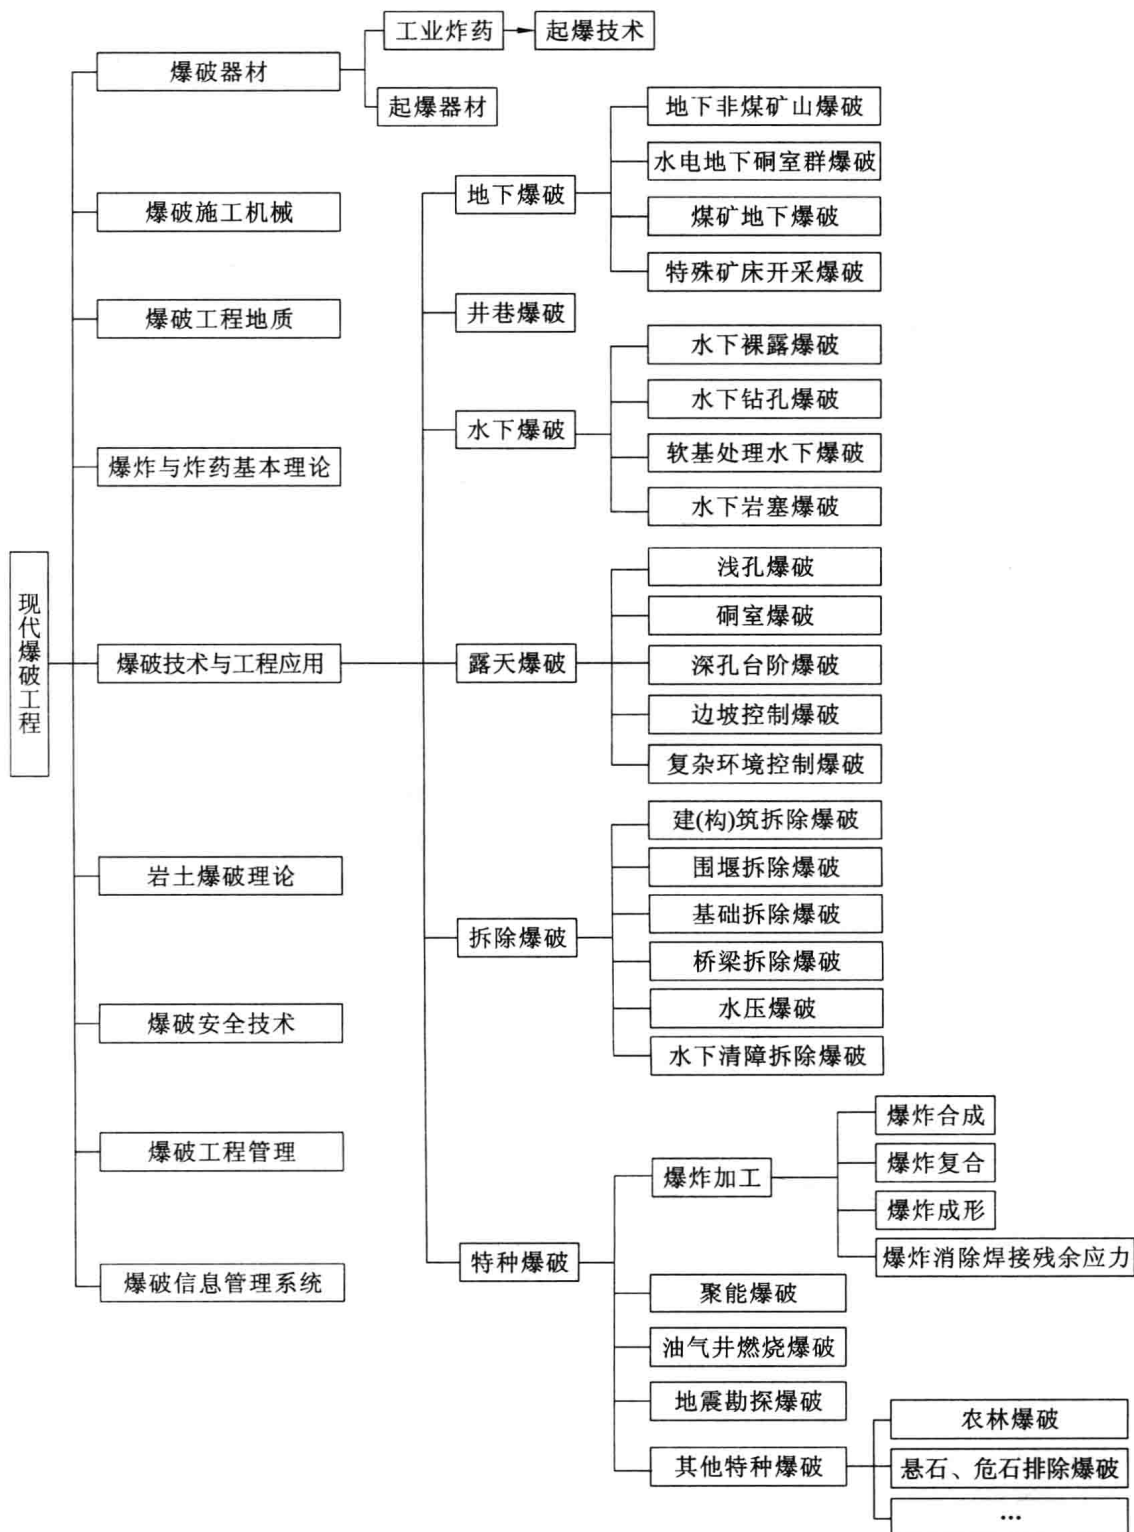 现代爆破工程
爆破器材
工业炸药
起爆技术
起爆器材
爆破施工机械
爆破工程地质
爆炸与炸药基本理论
爆破技术与工程应用
地下爆破
地下非煤矿山爆破
水电地下硐室群爆破
煤矿地下爆破
特殊矿床开采爆破
井巷爆破
水下爆破
水下裸露爆破
水下钻孔爆破
软基处理水下爆破
水下岩塞爆破
露天爆破
浅孔爆破
硐室爆破
深孔台阶爆破
边坡控制爆破
复杂环境控制爆破
拆除爆破
建(构)筑拆除爆破
围堰拆除爆破
基础拆除爆破
桥梁拆除爆破
水压爆破
水下清障拆除爆破
特种爆破
爆炸加工
爆炸合成
爆炸复合
爆炸成形
爆炸消除焊接残余应力
聚能爆破
油气井燃烧爆破
地震勘探爆破
其他特种爆破
农林爆破
悬石、危石排除爆破
…
岩土爆破理论
爆破安全技术
爆破工程管理
爆破信息管理系统